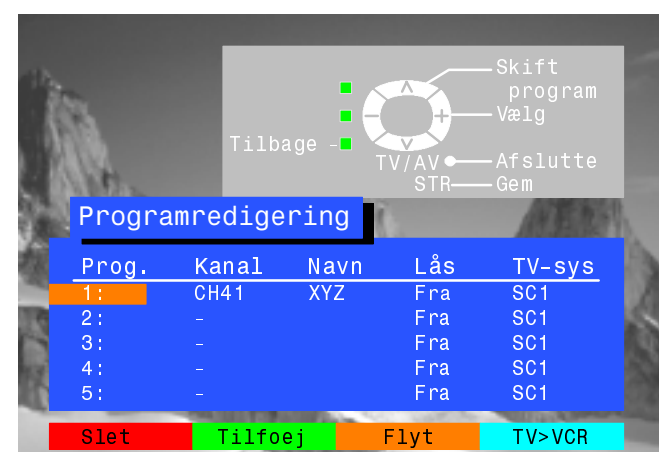 Skift
program
Vælg
Tilbage
TV/AV
Afslutte
STR
Gem
Programredigering
Prog. Kanal Navn Lås TV-sys
1: CH41 XYZ Fra SC1
2: - Fra SC1
3: - Fra SC1
4: - Fra SC1
5: - Fra SC1
Slet Tilfoej Flyt TV>VCR